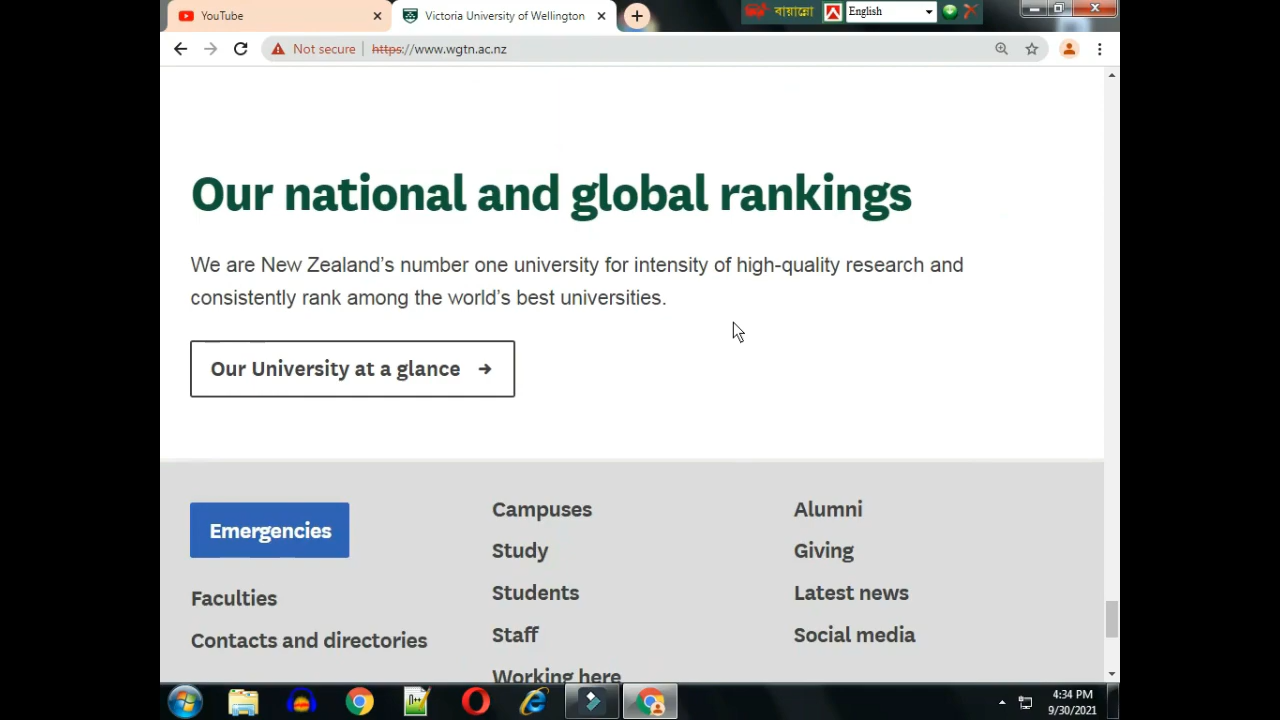 YouTube
Victoria University of Wellington
বায়ান্নো
English
Not secure
https://www.wgtn.ac.nz
Our national and global rankings
We are New Zealand's number one university for intensity of high-quality research and
consistently rank among the world's best universities.
Our University at a glance
Emergencies
Faculties
Contacts and directories
Campuses
Study
Students
Staff
Working here
Alumni
Giving
Latest news
Social media
4:34 PM
9/30/2021